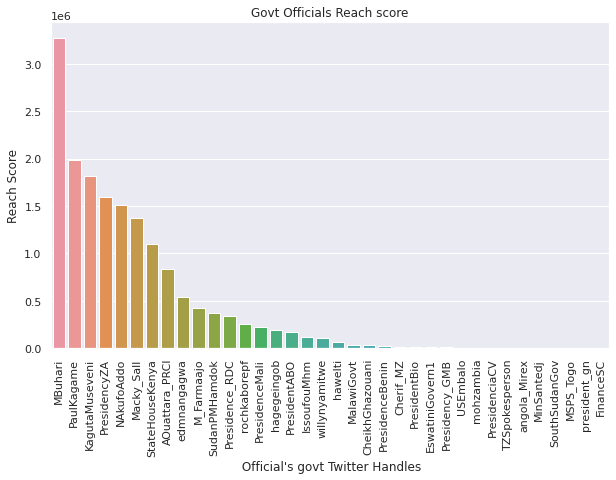 Govt Officials Reach score
1e6
3.0
2.5
2.0
1.5
1.0
0.5
0.0
Reach Score
MBuhari
PaulKagame
KagutaMuseveni
PresidencyZA
NAkufoAddo
Macky_Sall
StateHouseKenya
AOuattara_PRCI
edmnangagwa
M_Farmaajo
SudanPMHamdok
Presidence_RDC
rochkaborepf
PresidenceMali
hagegeingob
PresidentABO
IssoufouMhm
willynyamitwe
hawelti
MalawiGovt
CheikhGhazouani
PresidenceBenin
Cherif_MZ
PresidentBio
EswatiniGovern1
Presidency_GMB
USEmbalo
mohzambia
PresidenciaCV
TZSpokesperson
angola_Mirex
MinSantedj
SouthSudanGov
MSPS_Togo
president_gn
FinanceSC
Official's govt Twitter Handles